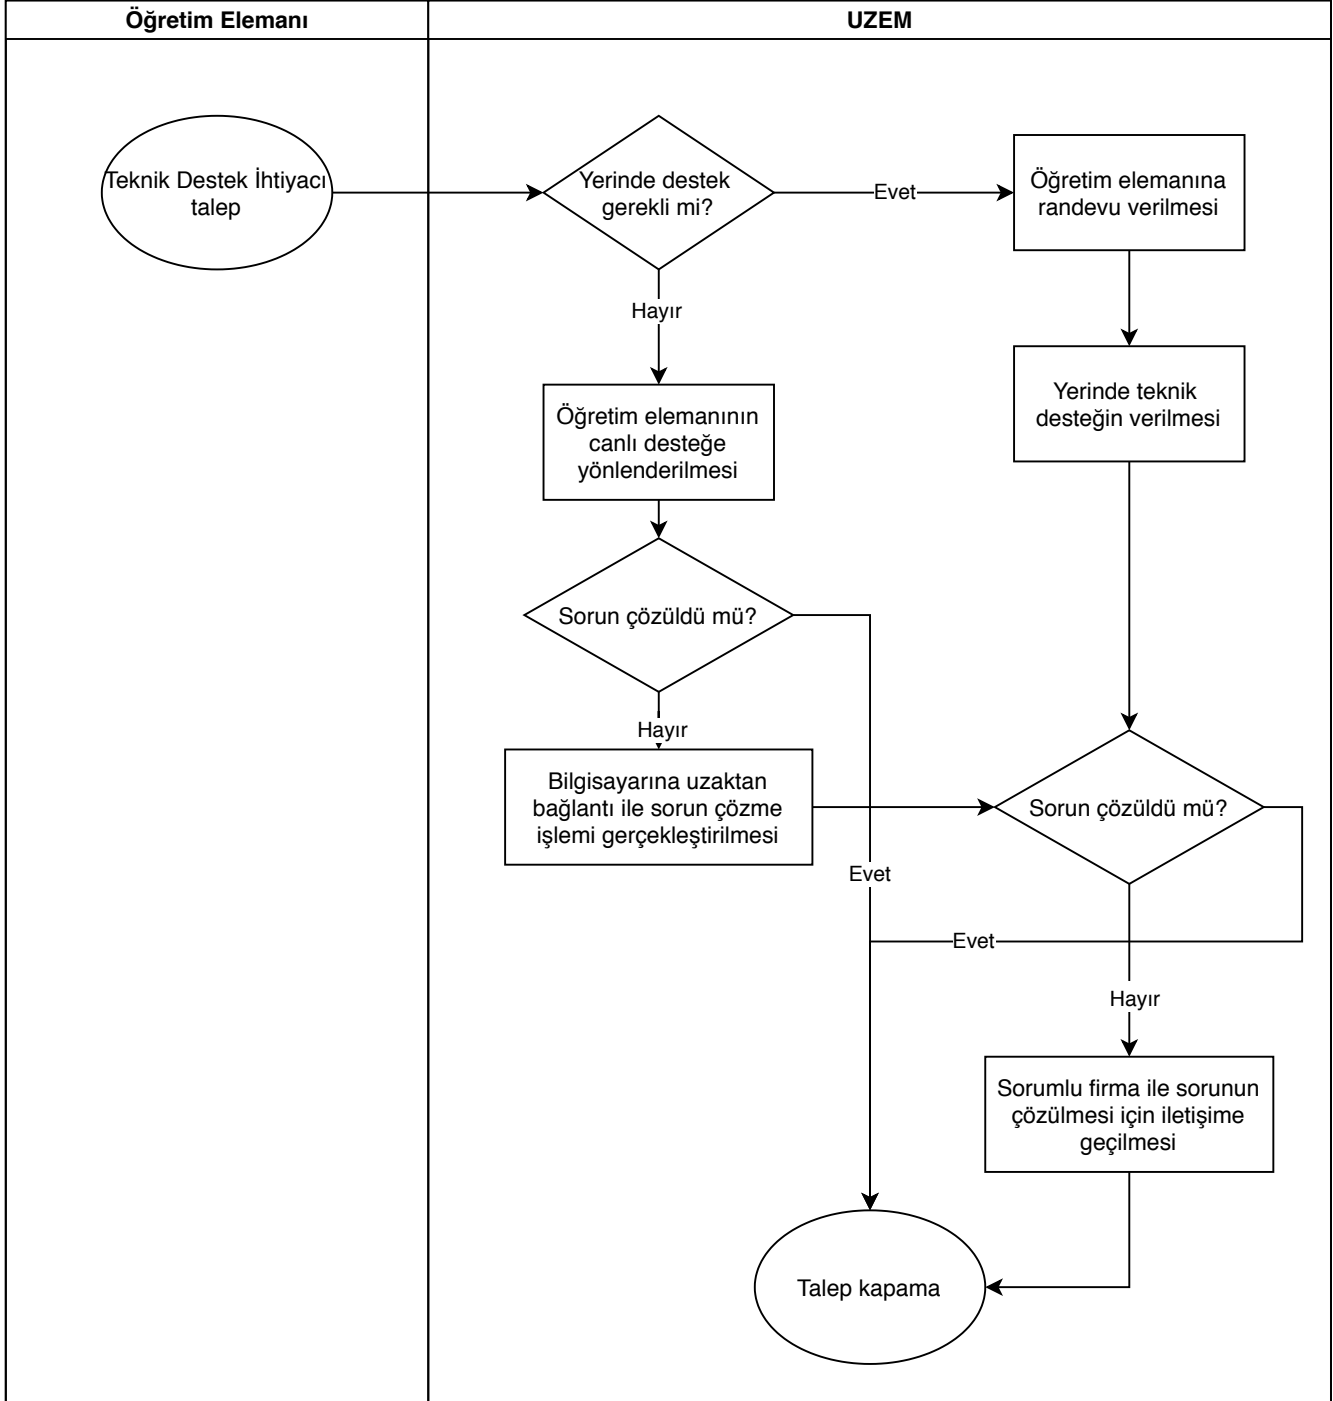 Öğretim Elemanı
UZEM
Teknik Destek İhtiyacı
talep
Yerinde destek
gerekli mi?
Evet
Öğretim elemanına
randevu verilmesi
Hayır
Yerinde teknik
desteğin verilmesi
Öğretim elemanının
canlı desteğe
yönlenderilmesi
Sorun çözüldü mü?
Hayır
Bilgisayarına uzaktan
bağlantı ile sorun çözme
işlemi gerçekleştirilmesi
Sorun çözüldü mü?
Evet
Evet
Hayır
Sorumlu firma ile sorunun
çözülmesi için iletişime
geçilmesi
Talep kapama